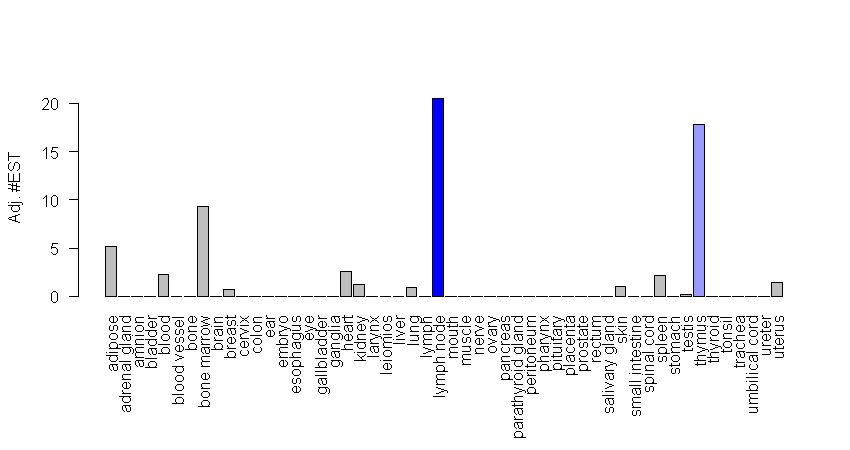 Adj. #EST
20
15
10
5
0
adipose
adrenal gland
amnion
bladder
blood
blood vessel
bone
bone marrow
brain
breast
cervix
colon
ear
embryo
esophagus
eye
gallbladder
ganglia
heart
kidney
larynx
leiomios
liver
lung
lymph
lymph node
mouth
muscle
nerve
ovary
pancreas
parathyroid gland
peritoneum
pharynx
pituitary
placenta
prostate
rectum
salivary gland
skin
small intestine
spinal cord
spleen
stomach
testis
thymus
thyroid
tonsil
trachea
umbilical cord
ureter
uterus